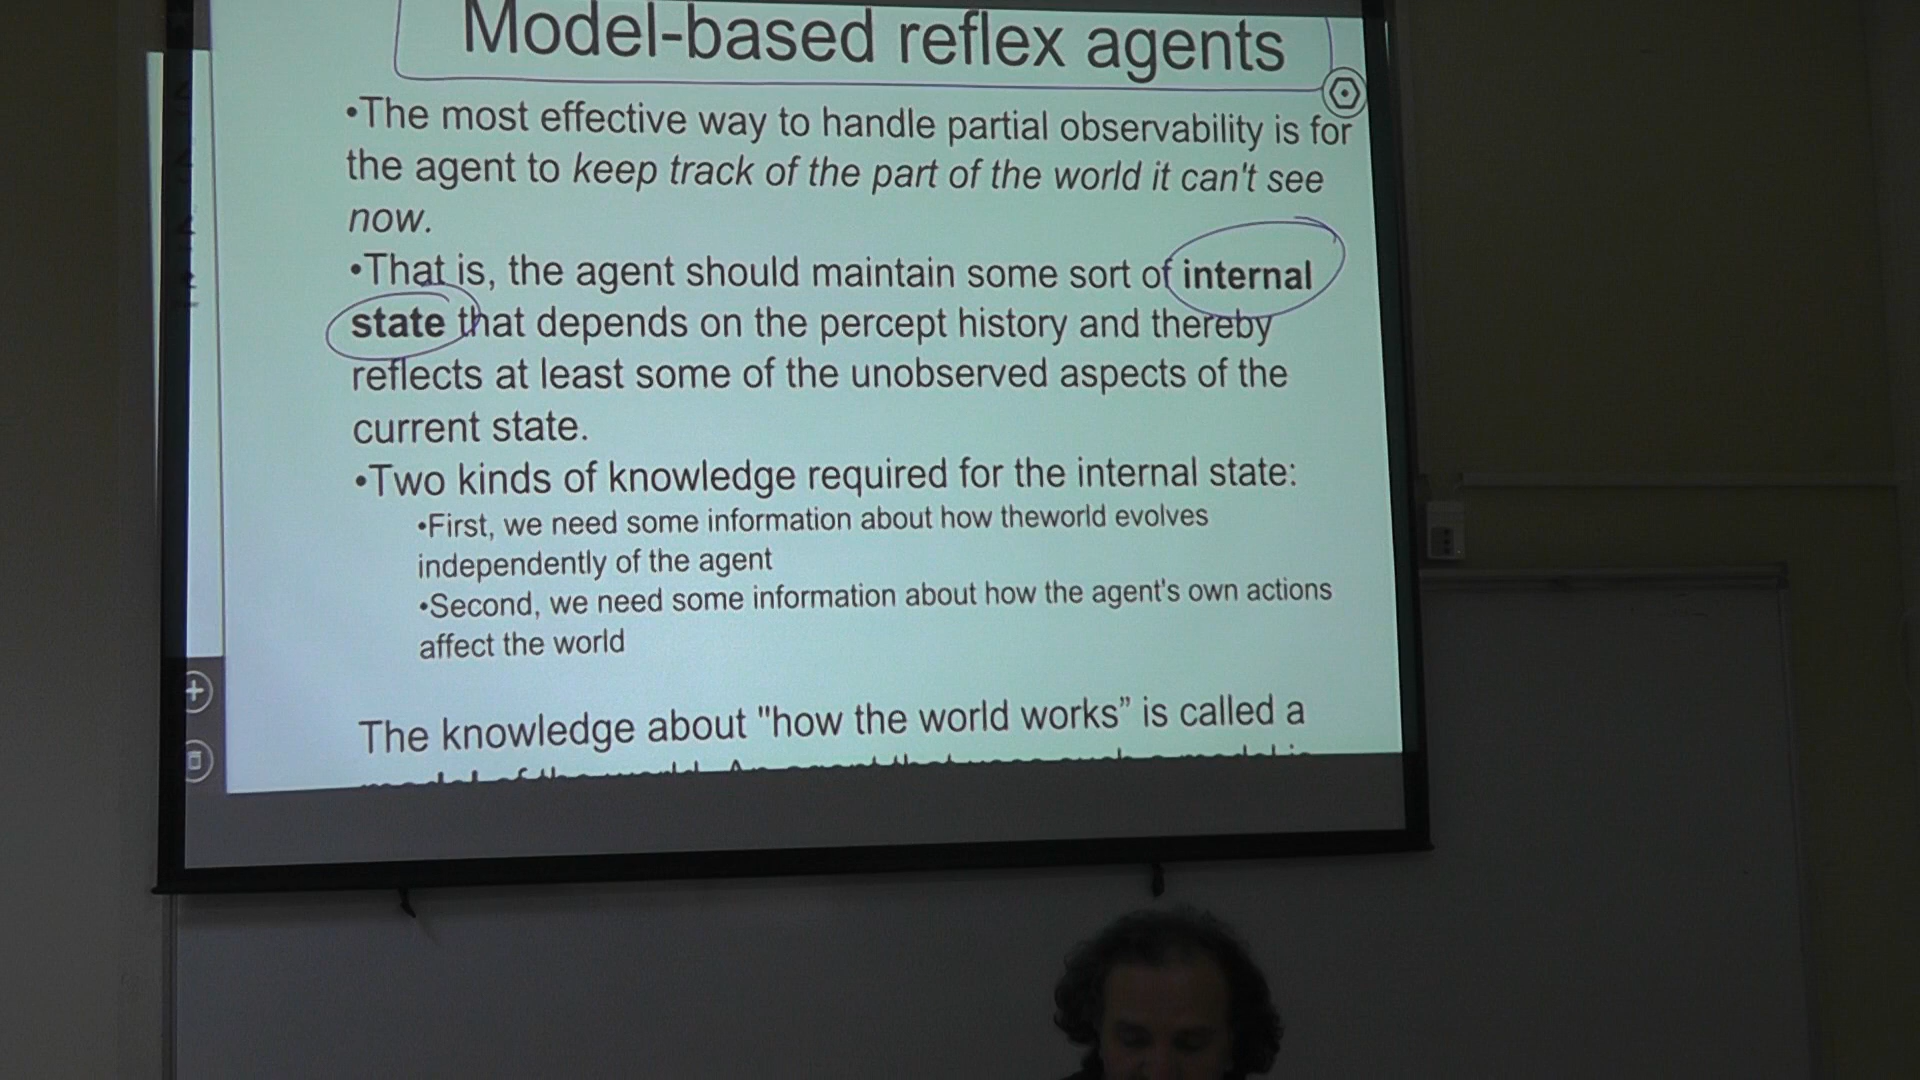 Model-based reflex agents
•The most effective way to handle partial observability is for
the agent to keep track of the part of the world it can't see
now.
•That is, the agent should maintain some sort of internal
state that depends on the percept history and thereby
reflects at least some of the unobserved aspects of the
current state.
•Two kinds of knowledge required for the internal state:
•First, we need some information about how theworld evolves
independently of the agent
•Second, we need some information about how the agent's own actions
affect the world
The knowledge about "how the world works” is called a